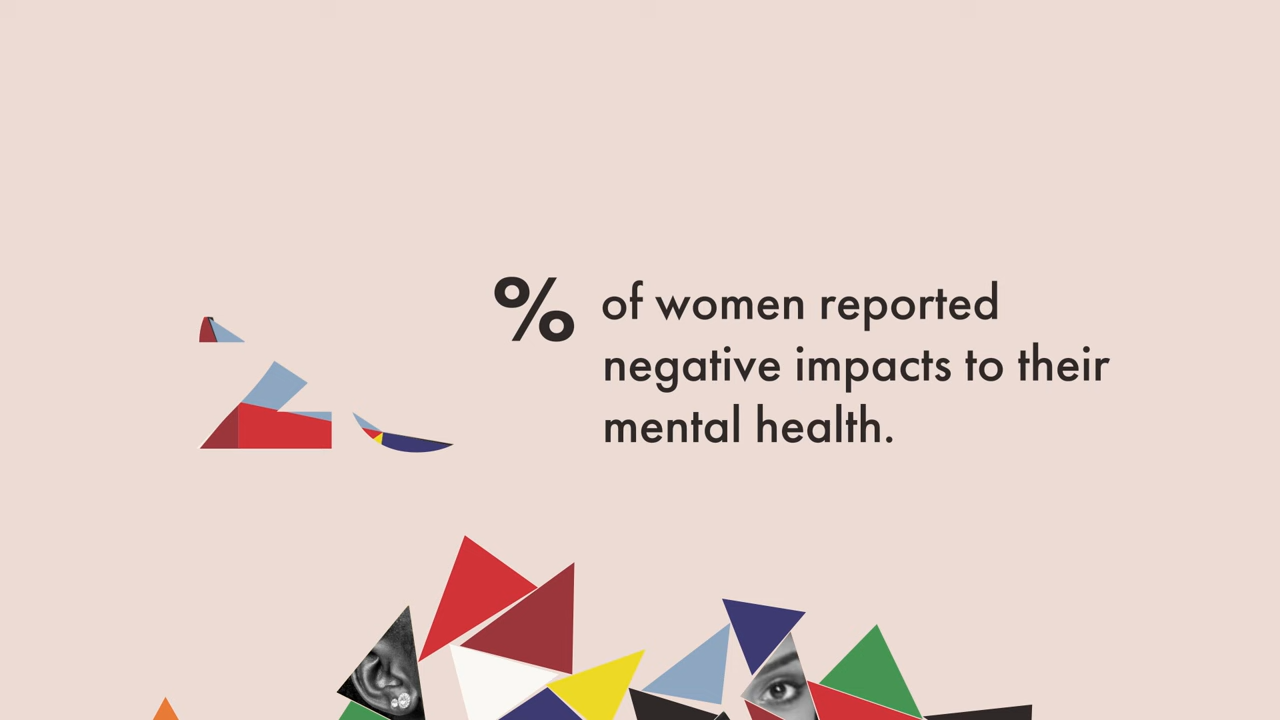 % of women reported
negative impacts to their
mental health.